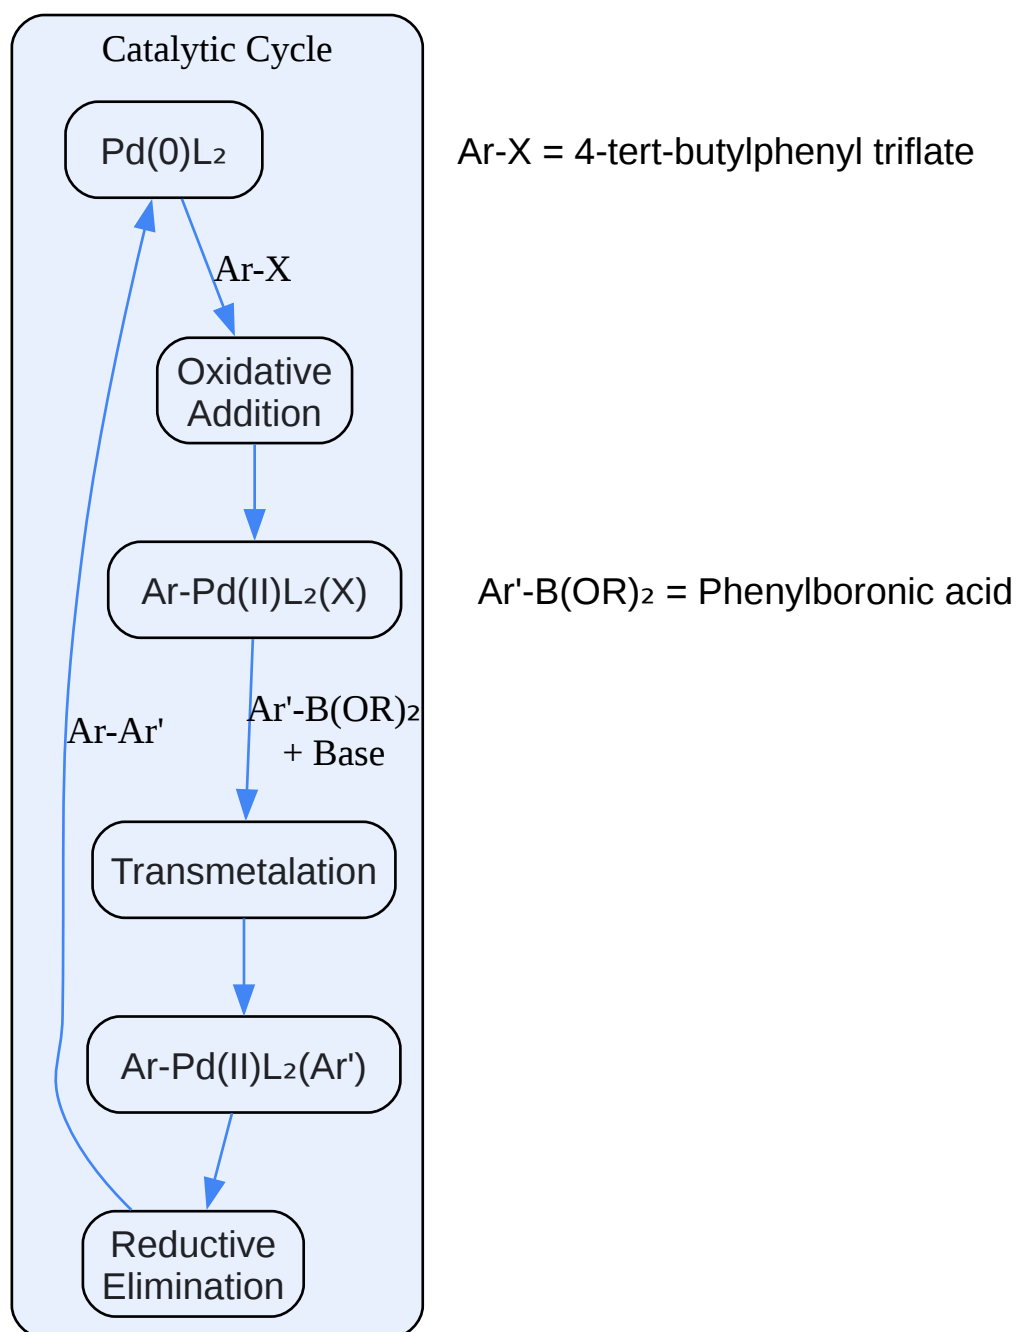 Catalytic Cycle
Pd(0)L₂
Ar-X = 4-tert-butylphenyl triflate
Ar-X
Oxidative
Addition
Ar-Pd(II)L₂(X)
Ar'-B(OR)₂ = Phenylboronic acid
Ar'-B(OR)₂
+ Base
Ar-Ar'
Transmetalation
Ar-Pd(II)L₂(Ar')
Reductive
Elimination